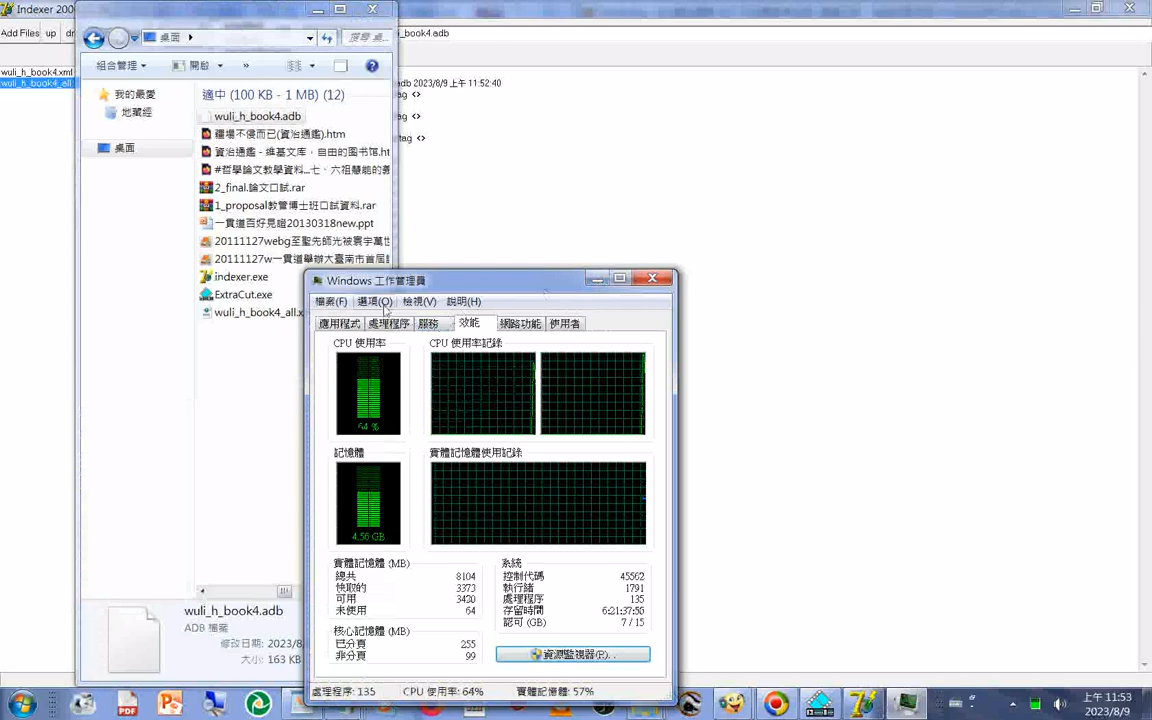 Indexer 200
Add Files up
_book4.adb
wuli_h_book4.xml
wuli_h_book4_all
adb 2023/8/9 上午 11:52:40
tag <>
tag <>
tag <>
桌面
組合管理
開啟
»
我的最愛
地藏經
桌面
適中 (100 KB - 1 MB) (12)
wuli_h_book4.adb
疆場不侵而已(資治通鑑).htm
資治通鑑 - 維基文庫，自由的图书馆.ht
#哲學論文教學資料...七、六祖慧能的
2_final.論文口試.rar
1_proposal教管博士班口試資料.rar
一貫道百好見證20130318new.ppt
20111127webg至聖先師光被寰宇萬世
20111127w一貫道舉辦大臺南市首屆
indexer.exe
ExtraCut.exe
wuli_h_book4_all.x
Windows 工作管理員
檔案(F) 選項(O) 檢視(V) 說明(H)
應用程式 處理程序 服務 效能 網路功能 使用者
CPU 使用率
CPU 使用率記錄
64 %
記憶體
實體記憶體使用記錄
4.56 GB
實體記憶體 (MB)
總共 8104
快取的 3373
可用 3420
未使用 64
核心記憶體 (MB)
已分頁 255
非分頁 99
系統
控制代碼 45562
執行緒 1791
處理程序 135
存留時間 6:21:37:56
認可 (GB) 7 / 15
資源監視器(R)...
處理程序: 135 CPU 使用率: 64% 實體記憶體: 57%
wuli_h_book4.adb
ADB 檔案
修改日期: 2023/8/
大小: 163 KB
PDF
上午 11:53
2023/8/9